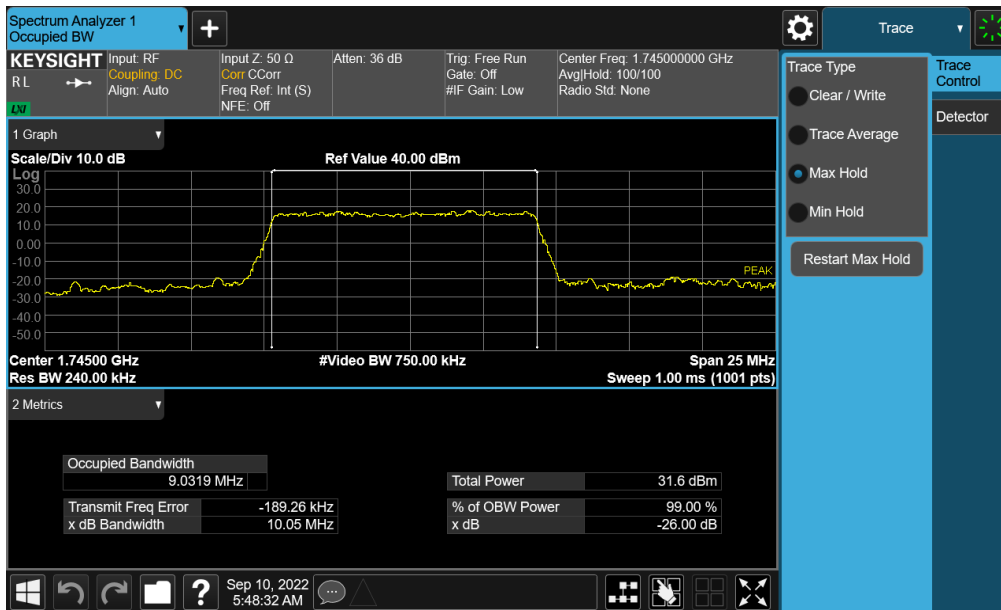 Spectrum Analyzer 1
Occupied BW
+
Trace
KEYSIGHT
R L
LXI
Input: RF
Coupling: DC
Align: Auto
Input Z: 50 Ω
Corr CCorr
Freq Ref: Int (S)
NFE: Off
Atten: 36 dB
Trig: Free Run
Gate: Off
#IF Gain: Low
Center Freq: 1.745000000 GHz
Avg|Hold: 100/100
Radio Std: None
Trace Type
Clear / Write
Trace Average
Max Hold
Min Hold
Restart Max Hold
Trace
Control
Detector
1 Graph
Scale/Div 10.0 dB
Ref Value 40.00 dBm
Log
30.0
20.0
10.0
0.00
-10.0
-20.0
-30.0
-40.0
-50.0
PEAK
Center 1.74500 GHz
#Video BW 750.00 kHz
Span 25 MHz
Res BW 240.00 kHz
Sweep 1.00 ms (1001 pts)
2 Metrics
Occupied Bandwidth
9.0319 MHz
Total Power 31.6 dBm
Transmit Freq Error -189.26 kHz
% of OBW Power 99.00 %
x dB Bandwidth 10.05 MHz
x dB -26.00 dB
?
Sep 10, 2022
5:48:32 AM